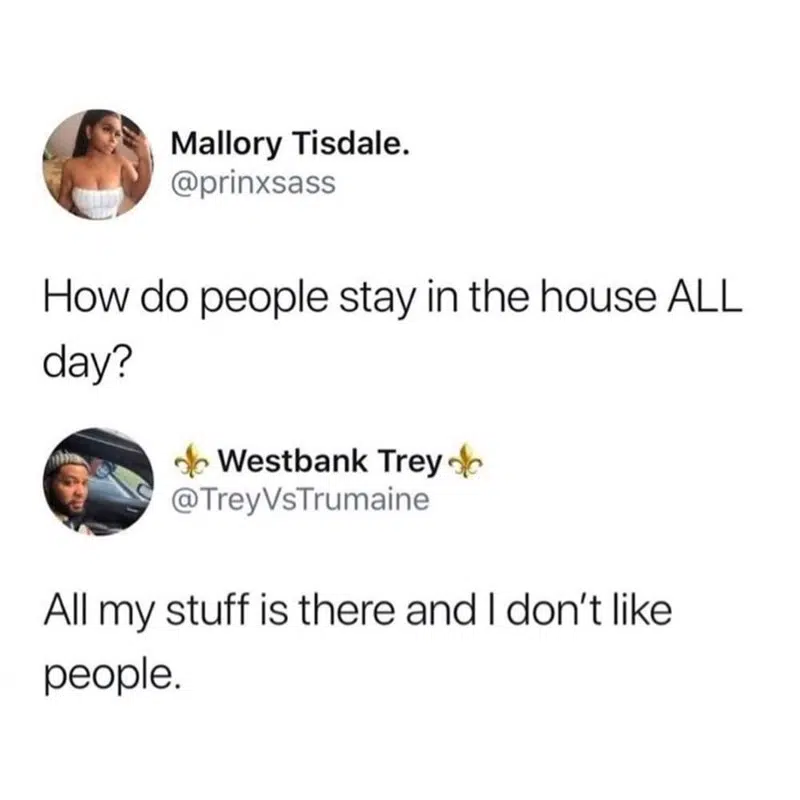 Mallory Tisdale.
@prinxsass
How do people stay in the house ALL
day?
⚜️ Westbank Trey ⚜️
@TreyVsTrumaine
All my stuff is there and I don't like
people.